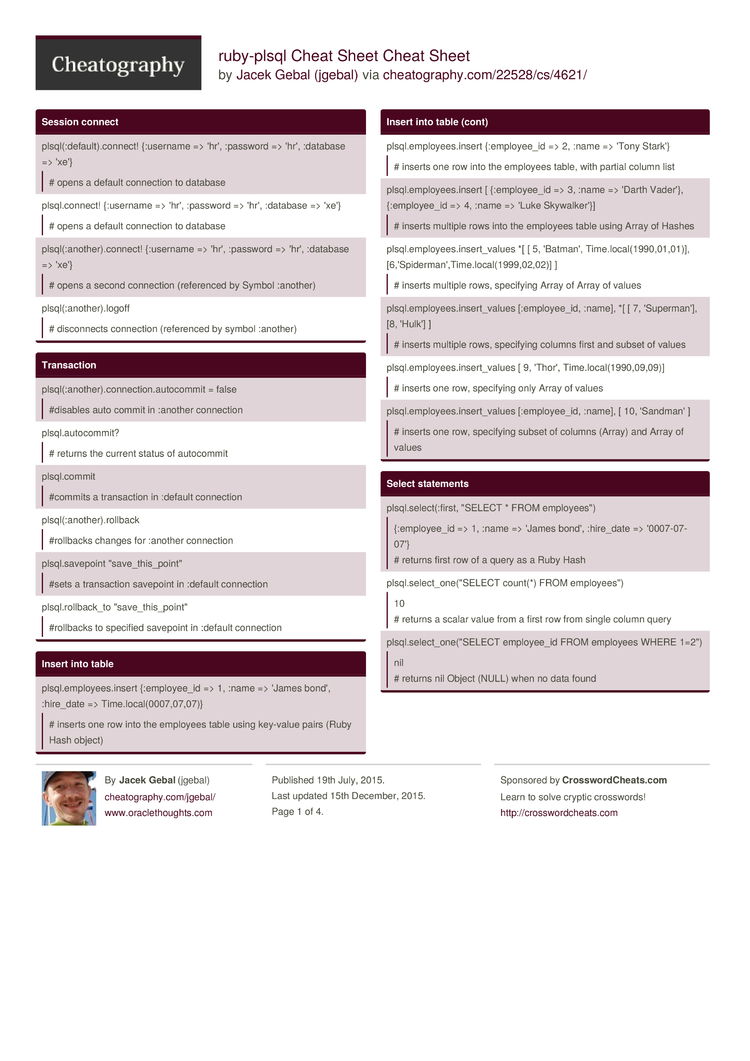 Cheatography
ruby-plsql Cheat Sheet Cheat Sheet
by Jacek Gebal (jgebal) via cheatography.com/22528/cs/4621/
Session connect
plsql(:default).connect! {:username => 'hr', :password => 'hr', :database
=> 'xe'}
# opens a default connection to database
plsql.connect! {:username => 'hr', :password => 'hr', :database => 'xe'}
# opens a default connection to database
plsql(:another).connect! {:username => 'hr', :password => 'hr', :database
=> 'xe'}
# opens a second connection (referenced by Symbol :another)
plsql(:another).logoff
# disconnects connection (referenced by symbol :another)
Transaction
plsql(:another).connection.autocommit = false
#disables auto commit in :another connection
plsql.autocommit?
# returns the current status of autocommit
plsql.commit
#commits a transaction in :default connection
plsql(:another).rollback
#rollbacks changes for :another connection
plsql.savepoint "save_this_point"
#sets a transaction savepoint in :default connection
plsql.rollback_to "save_this_point"
#rollbacks to specified savepoint in :default connection
Insert into table
plsql.employees.insert {:employee_id => 1, :name => 'James bond',
:hire_date => Time.local(0007,07,07)}
# inserts one row into the employees table using key-value pairs (Ruby
Hash object)
Insert into table (cont)
plsql.employees.insert {:employee_id => 2, :name => 'Tony Stark'}
# inserts one row into the employees table, with partial column list
plsql.employees.insert [ {:employee_id => 3, :name => 'Darth Vader'},
{:employee_id => 4, :name => 'Luke Skywalker'}]
# inserts multiple rows into the employees table using Array of Hashes
plsql.employees.insert_values *[ [ 5, 'Batman', Time.local(1990,01,01)],
[6,'Spiderman',Time.local(1999,02,02)] ]
# inserts multiple rows, specifying Array of Array of values
plsql.employees.insert_values [:employee_id, :name], *[ [ 7, 'Superman'],
[8, 'Hulk'] ]
# inserts multiple rows, specifying columns first and subset of values
plsql.employees.insert_values [ 9, 'Thor', Time.local(1990,09,09)]
# inserts one row, specifying only Array of values
plsql.employees.insert_values [:employee_id, :name], [ 10, 'Sandman' ]
# inserts one row, specifying subset of columns (Array) and Array of
values
Select statements
plsql.select(:first, "SELECT * FROM employees")
{:employee_id => 1, :name => 'James bond', :hire_date => '0007-07-
07'}
# returns first row of a query as a Ruby Hash
plsql.select_one("SELECT count(*) FROM employees")
10
# returns a scalar value from a first row from single column query
plsql.select_one("SELECT employee_id FROM employees WHERE 1=2")
nil
# returns nil Object (NULL) when no data found
By Jacek Gebal (jgebal)
cheatography.com/jgebal/
www.oraclethoughts.com
Published 19th July, 2015.
Last updated 15th December, 2015.
Page 1 of 4.
Sponsored by CrosswordCheats.com
Learn to solve cryptic crosswords!
http://crosswordcheats.com